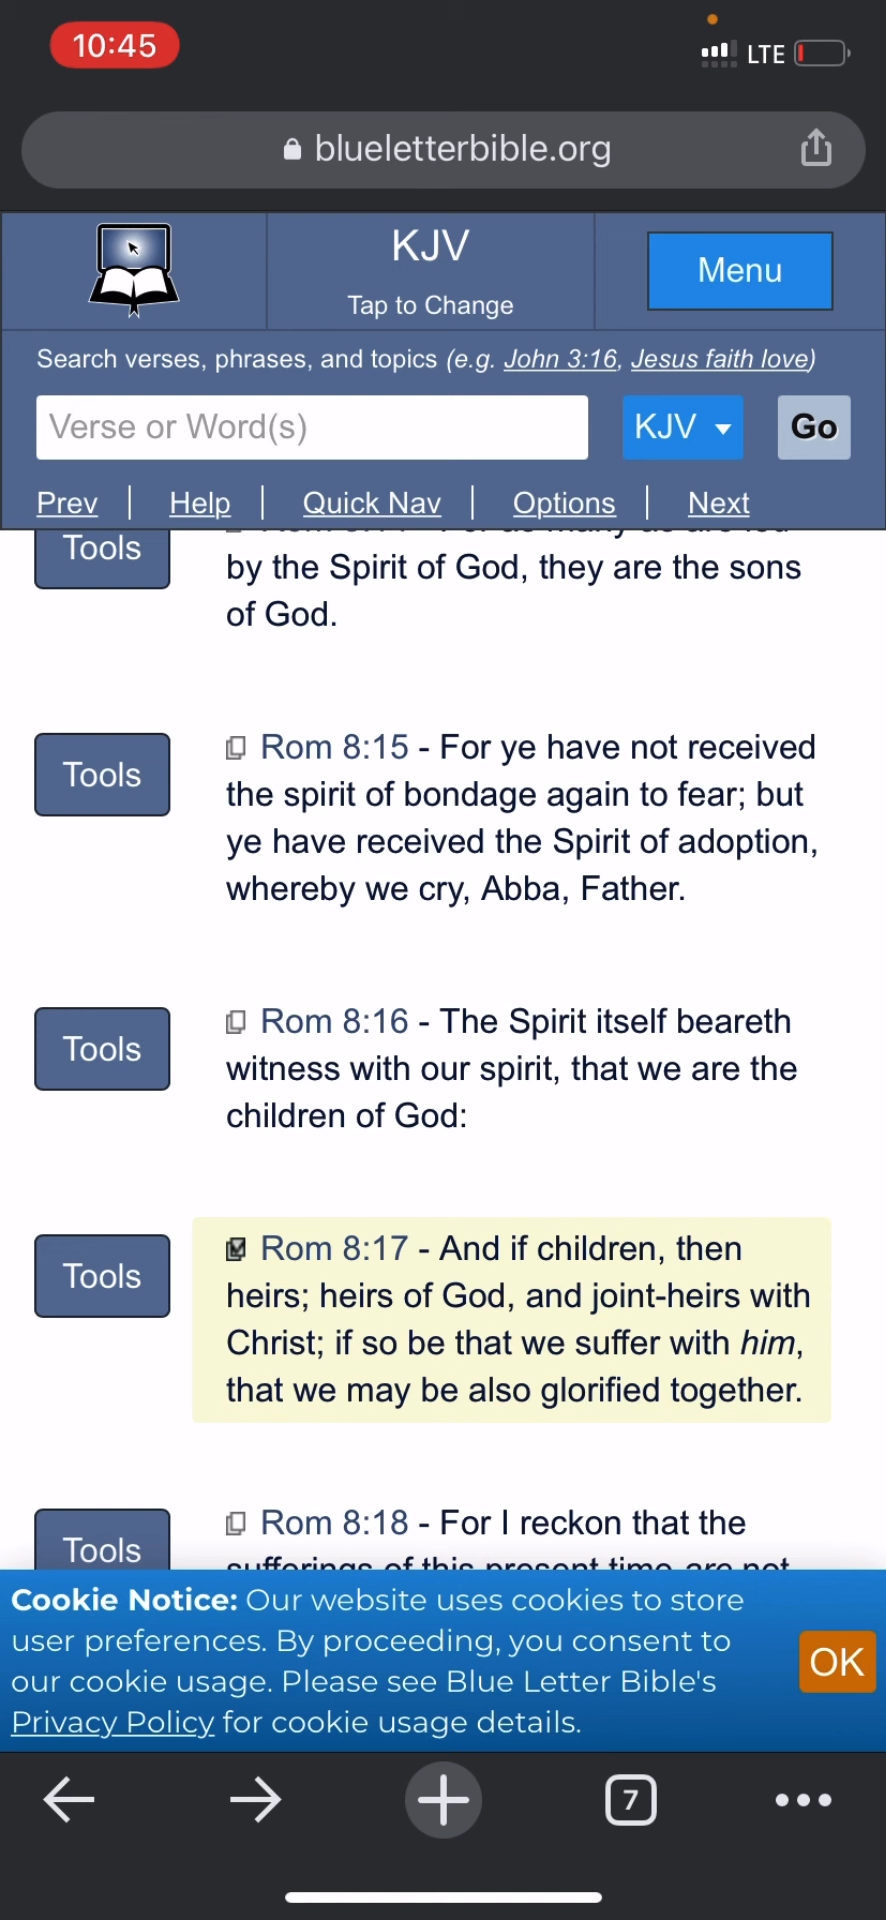 10:45
LTE
blueletterbible.org
KJV
Tap to Change
Menu
Search verses, phrases, and topics (e.g. John 3:16, Jesus faith love)
Verse or Word(s)
KJV
Go
Prev | Help | Quick Nav | Options | Next
Tools
by the Spirit of God, they are the sons
of God.
Tools
Rom 8:15 - For ye have not received
the spirit of bondage again to fear; but
ye have received the Spirit of adoption,
whereby we cry, Abba, Father.
Tools
Rom 8:16 - The Spirit itself beareth
witness with our spirit, that we are the
children of God:
Tools
Rom 8:17 - And if children, then
heirs; heirs of God, and joint-heirs with
Christ; if so be that we suffer with him,
that we may be also glorified together.
Tools
Rom 8:18 - For I reckon that the
sufferings of this present time are not
Cookie Notice: Our website uses cookies to store
user preferences. By proceeding, you consent to
our cookie usage. Please see Blue Letter Bible's
Privacy Policy for cookie usage details.
OK
7